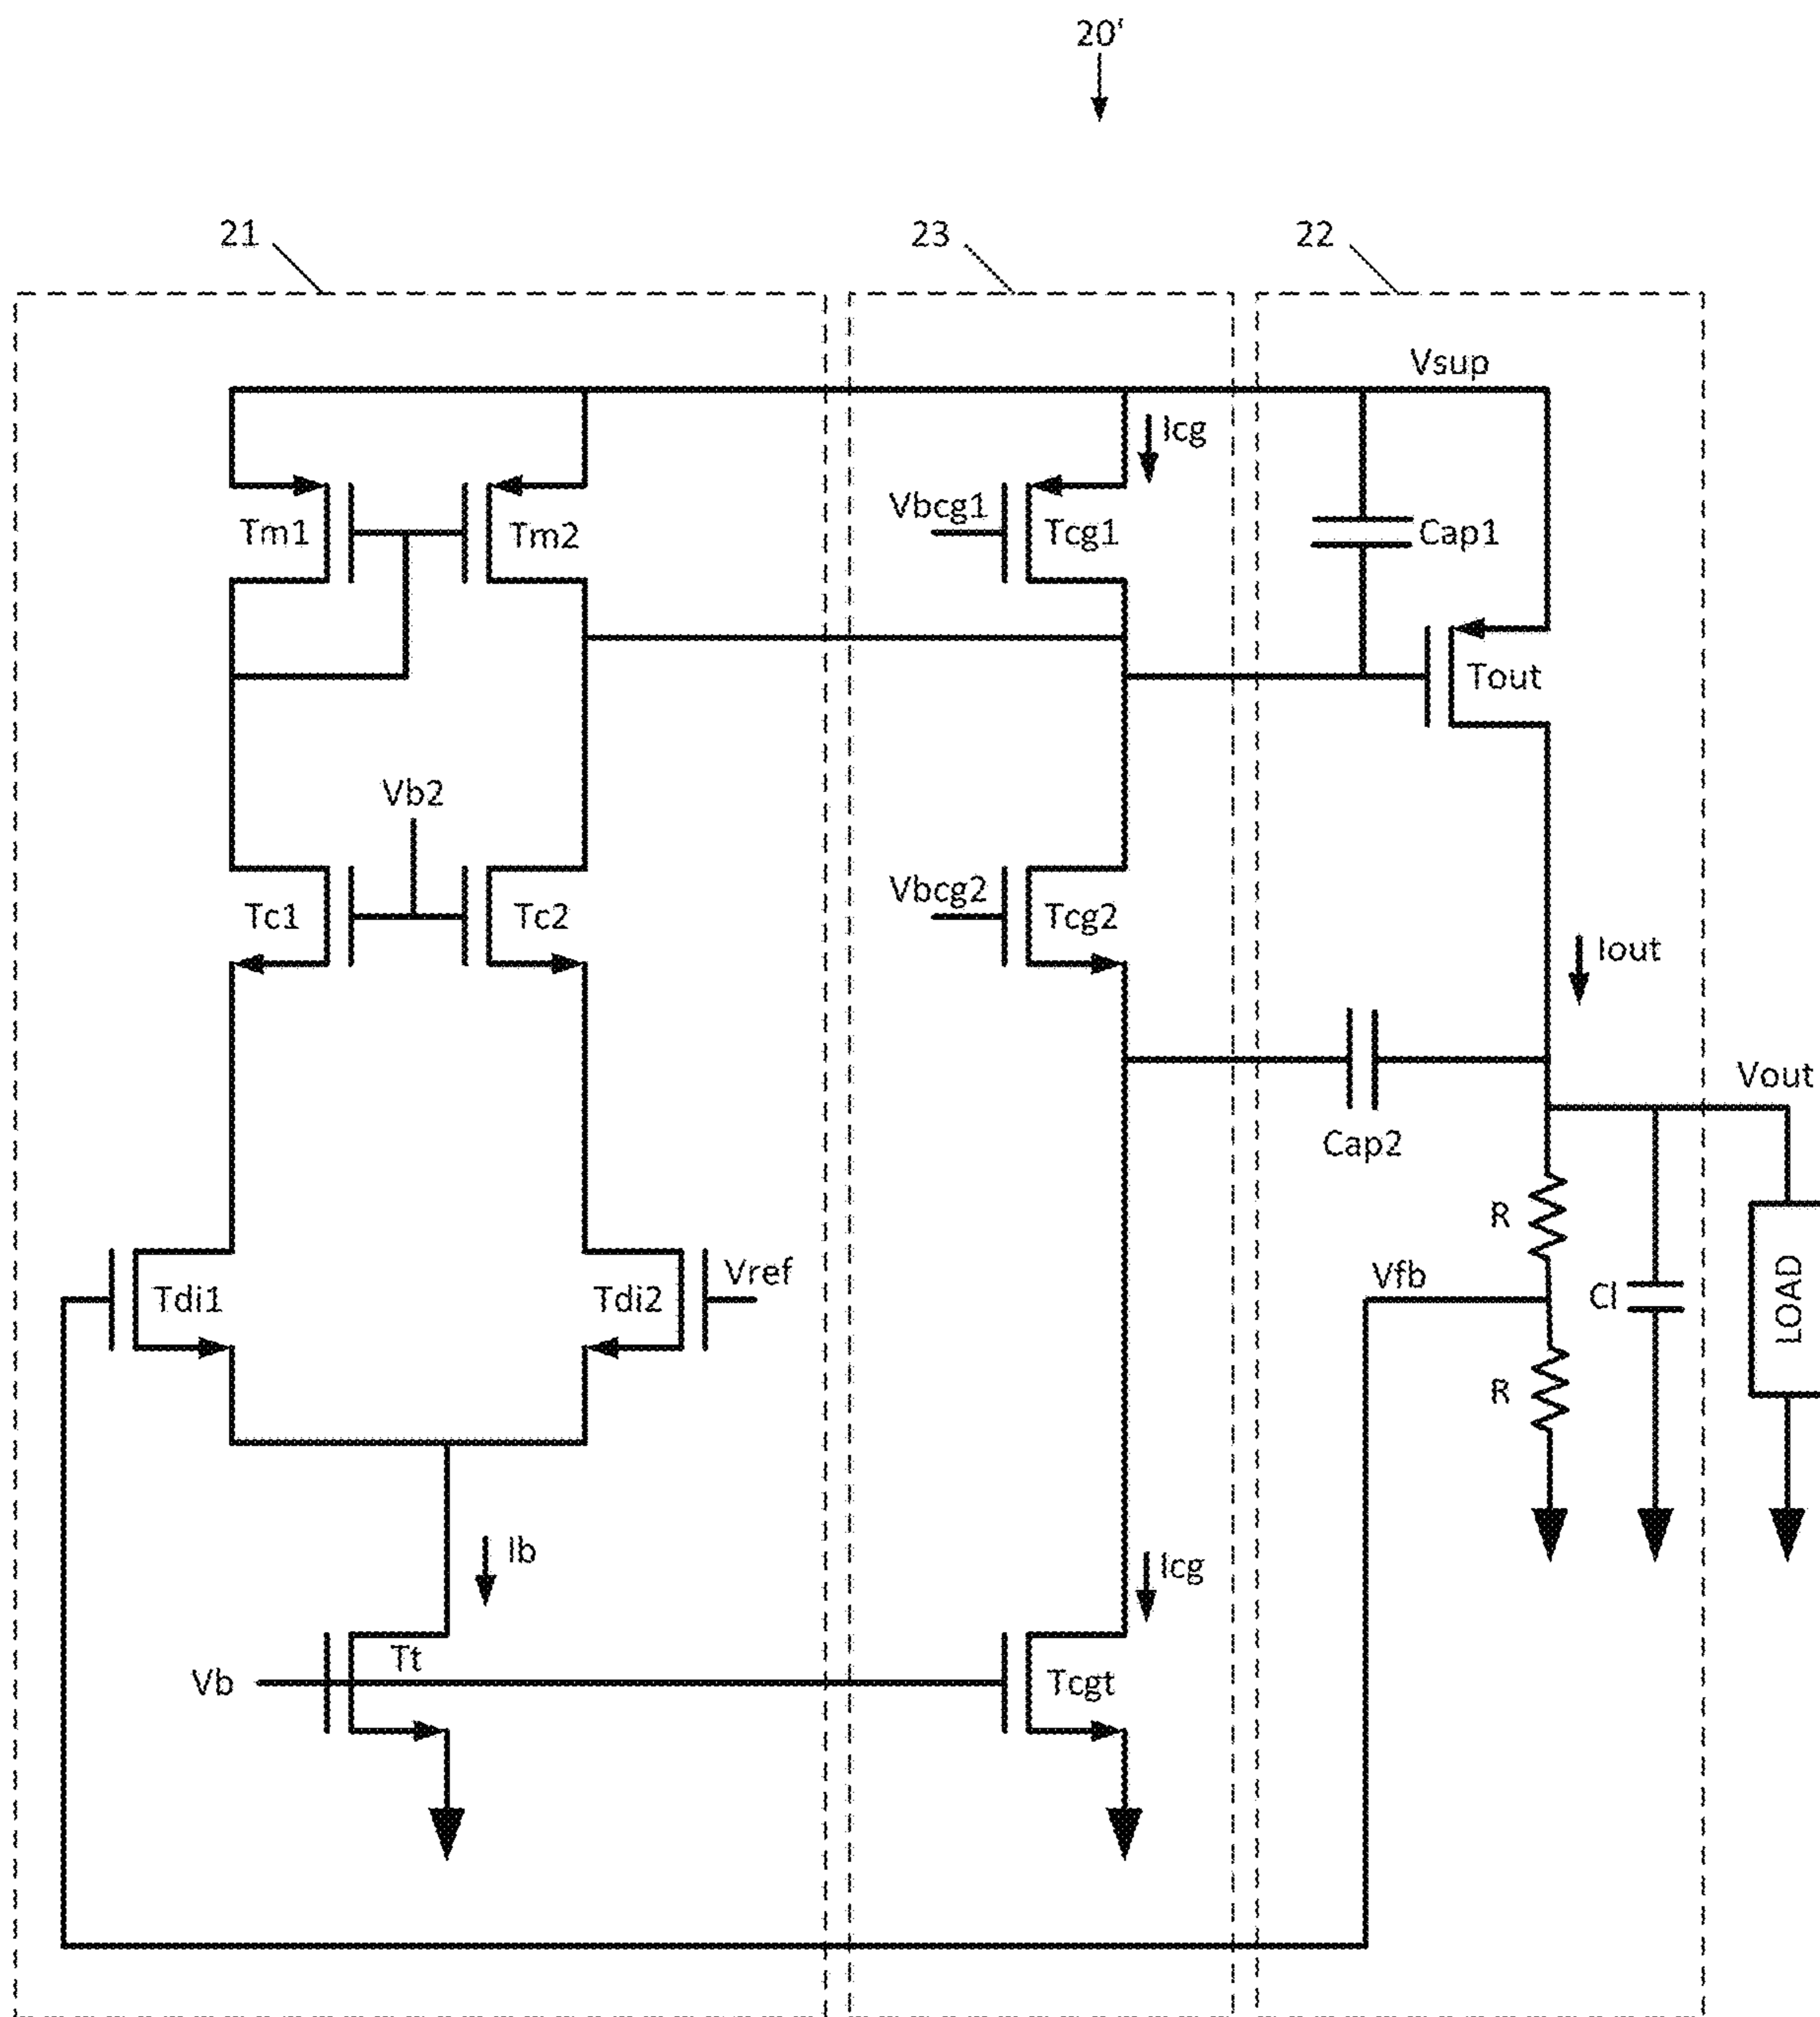 20'
21
23
22
Vsup
Icg
Vbcg1
Tm1
Tm2
Tcg1
Cap1
Tout
Vb2
Vbcg2
Tc1
Tc2
Tcg2
Iout
Vout
Cap2
R
Vref
Vfb
Tdi1
Tdi2
Cl
LOAD
R
Ib
Icg
Tt
Vb
Tcgt